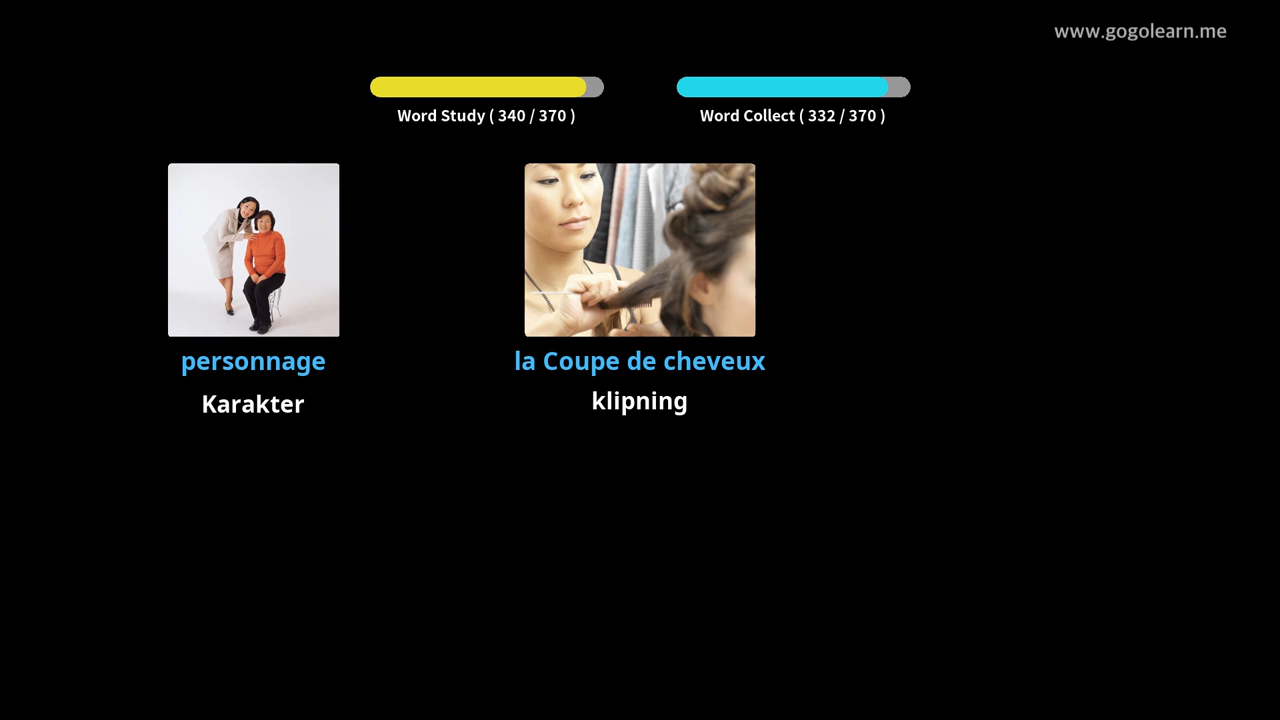 www.gogolearn.me
Word Study ( 340 / 370 )
Word Collect ( 332 / 370 )
personnage
la Coupe de cheveux
Karakter
klipning